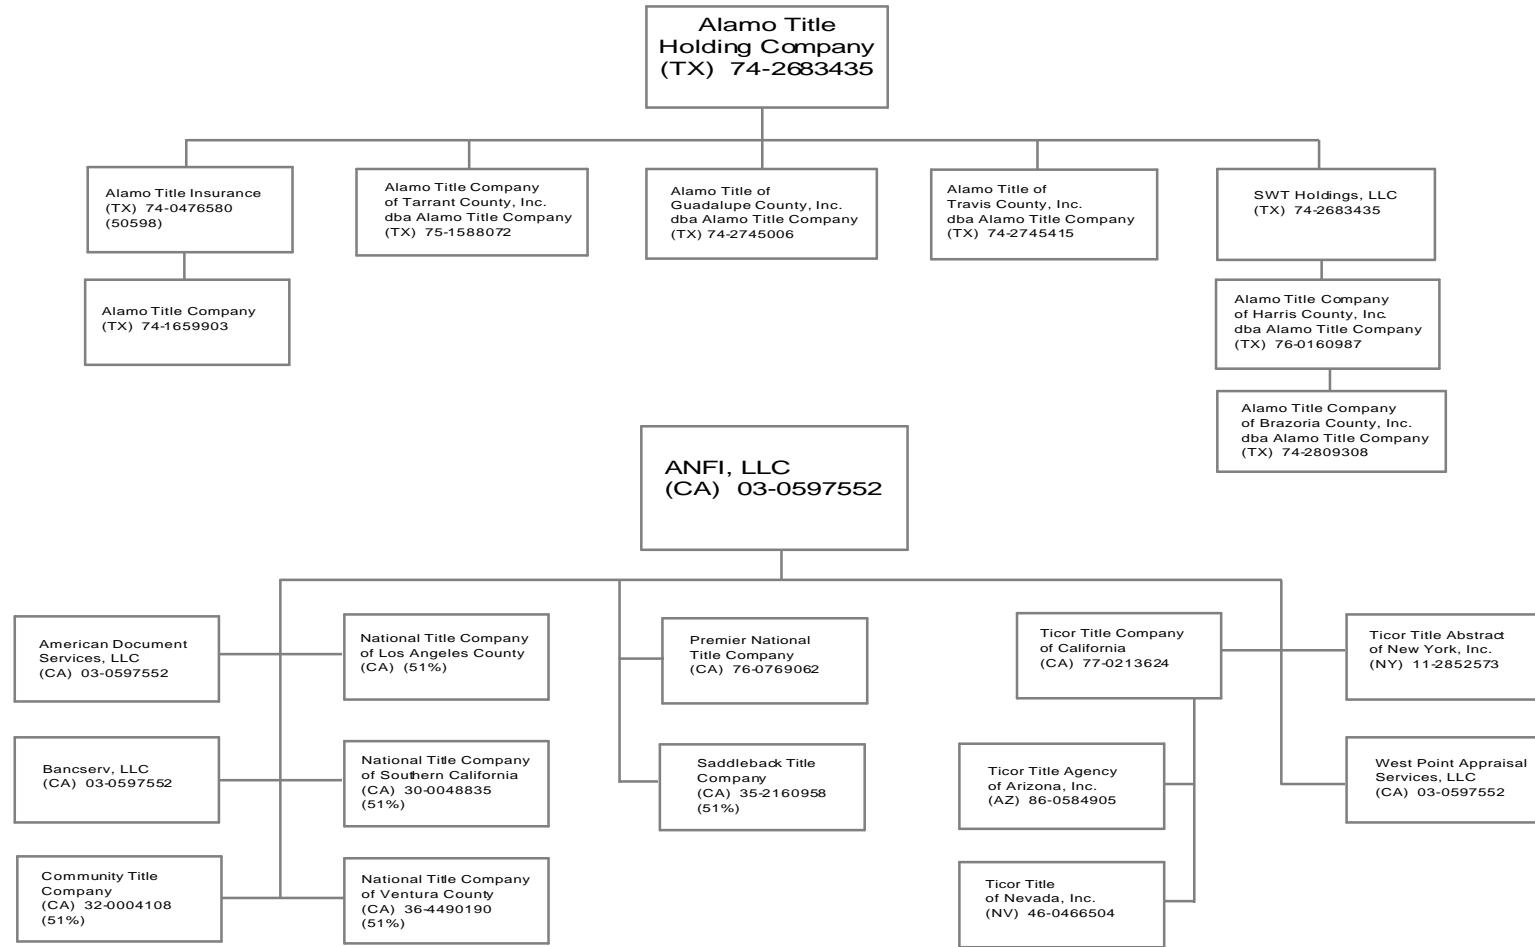 Alamo Title
Holding Company
(TX) 74-2683435
Alamo Title Insurance
(TX) 74-0476580
(50598)
Alamo Title Company
of Tarrant County, Inc.
dba Alamo Title Company
(TX) 75-1588072
Alamo Title of
Guadalupe County, Inc.
dba Alamo Title Company
(TX) 74-2745006
Alamo Title of
Travis County, Inc.
dba Alamo Title Company
(TX) 74-2745415
SWT Holdings, LLC
(TX) 74-2683435
Alamo Title Company
(TX) 74-1659903
Alamo Title Company
of Harris County, Inc.
dba Alamo Title Company
(TX) 76-0160987
Alamo Title Company
of Brazoria County, Inc.
dba Alamo Title Company
(TX) 74-2809308
ANFI, LLC
(CA) 03-0597552
American Document
Services, LLC
(CA) 03-0597552
National Title Company
of Los Angeles County
(CA) (51%)
Premier National
Title Company
(CA) 76-0769062
Ticor Title Company
of California
(CA) 77-0213624
Ticor Title Abstract
of New York, Inc.
(NY) 11-2852573
Bancserv, LLC
(CA) 03-0597552
National Title Company
of Southern California
(CA) 30-0048835
(51%)
Saddleback Title
Company
(CA) 35-2160958
(51%)
Ticor Title Agency
of Arizona, Inc.
(AZ) 86-0584905
West Point Appraisal
Services, LLC
(CA) 03-0597552
Community Title
Company
(CA) 32-0004108
(51%)
National Title Company
of Ventura County
(CA) 36-4490190
(51%)
Ticor Title
of Nevada, Inc.
(NV) 46-0466504